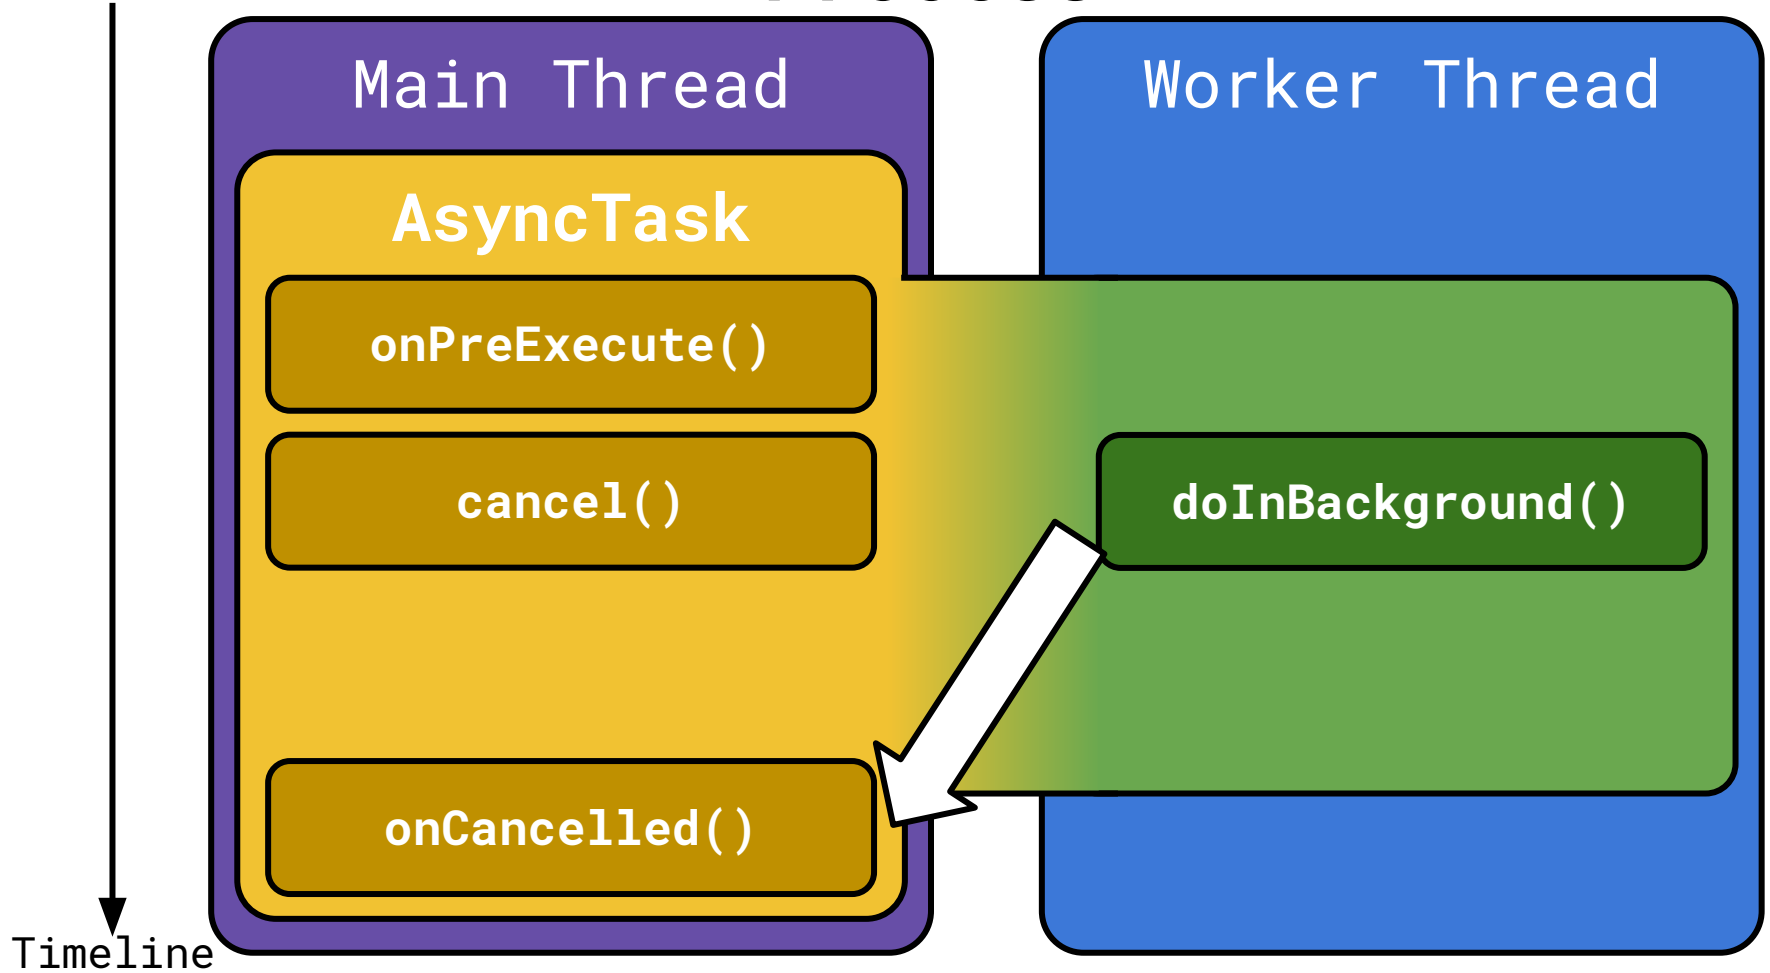 Main Thread
Worker Thread
AsyncTask
onPreExecute()
cancel()
doInBackground()
onCancelled()
Timeline